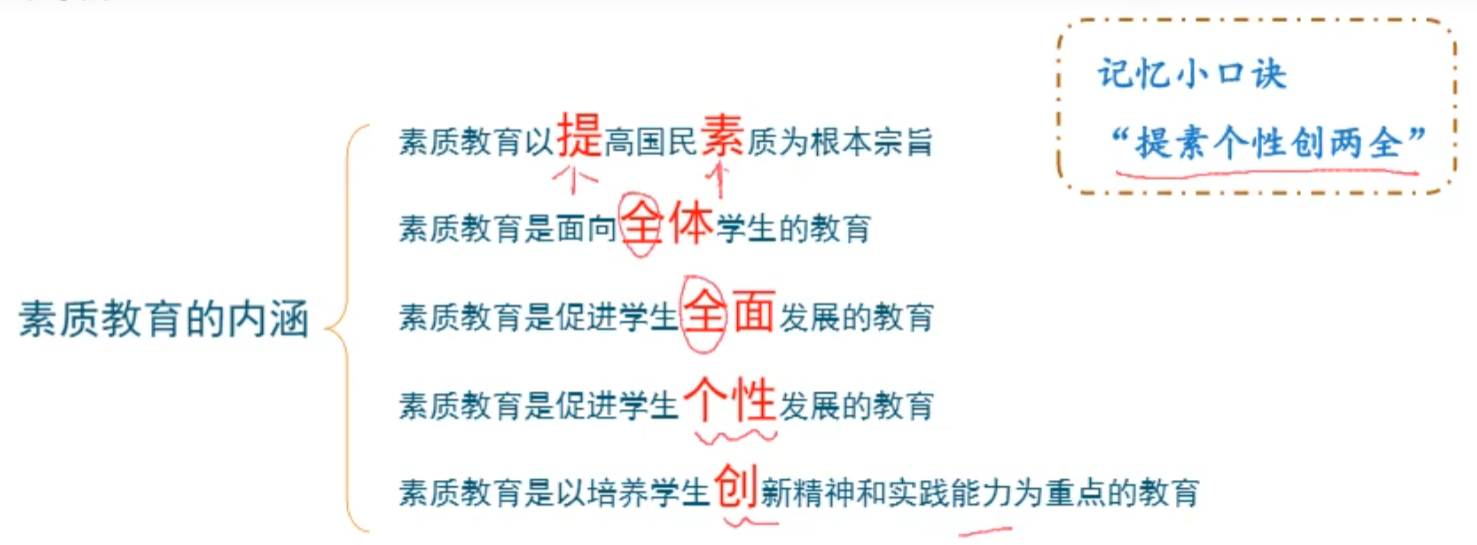 记忆小口诀
“提素个性创两全”
素质教育以提高国民素质为根本宗旨
素质教育是面向全体学生的教育
素质教育的内涵
素质教育是促进学生全面发展的教育
素质教育是促进学生个性发展的教育
素质教育是以培养学生创新精神和实践能力为重点的教育